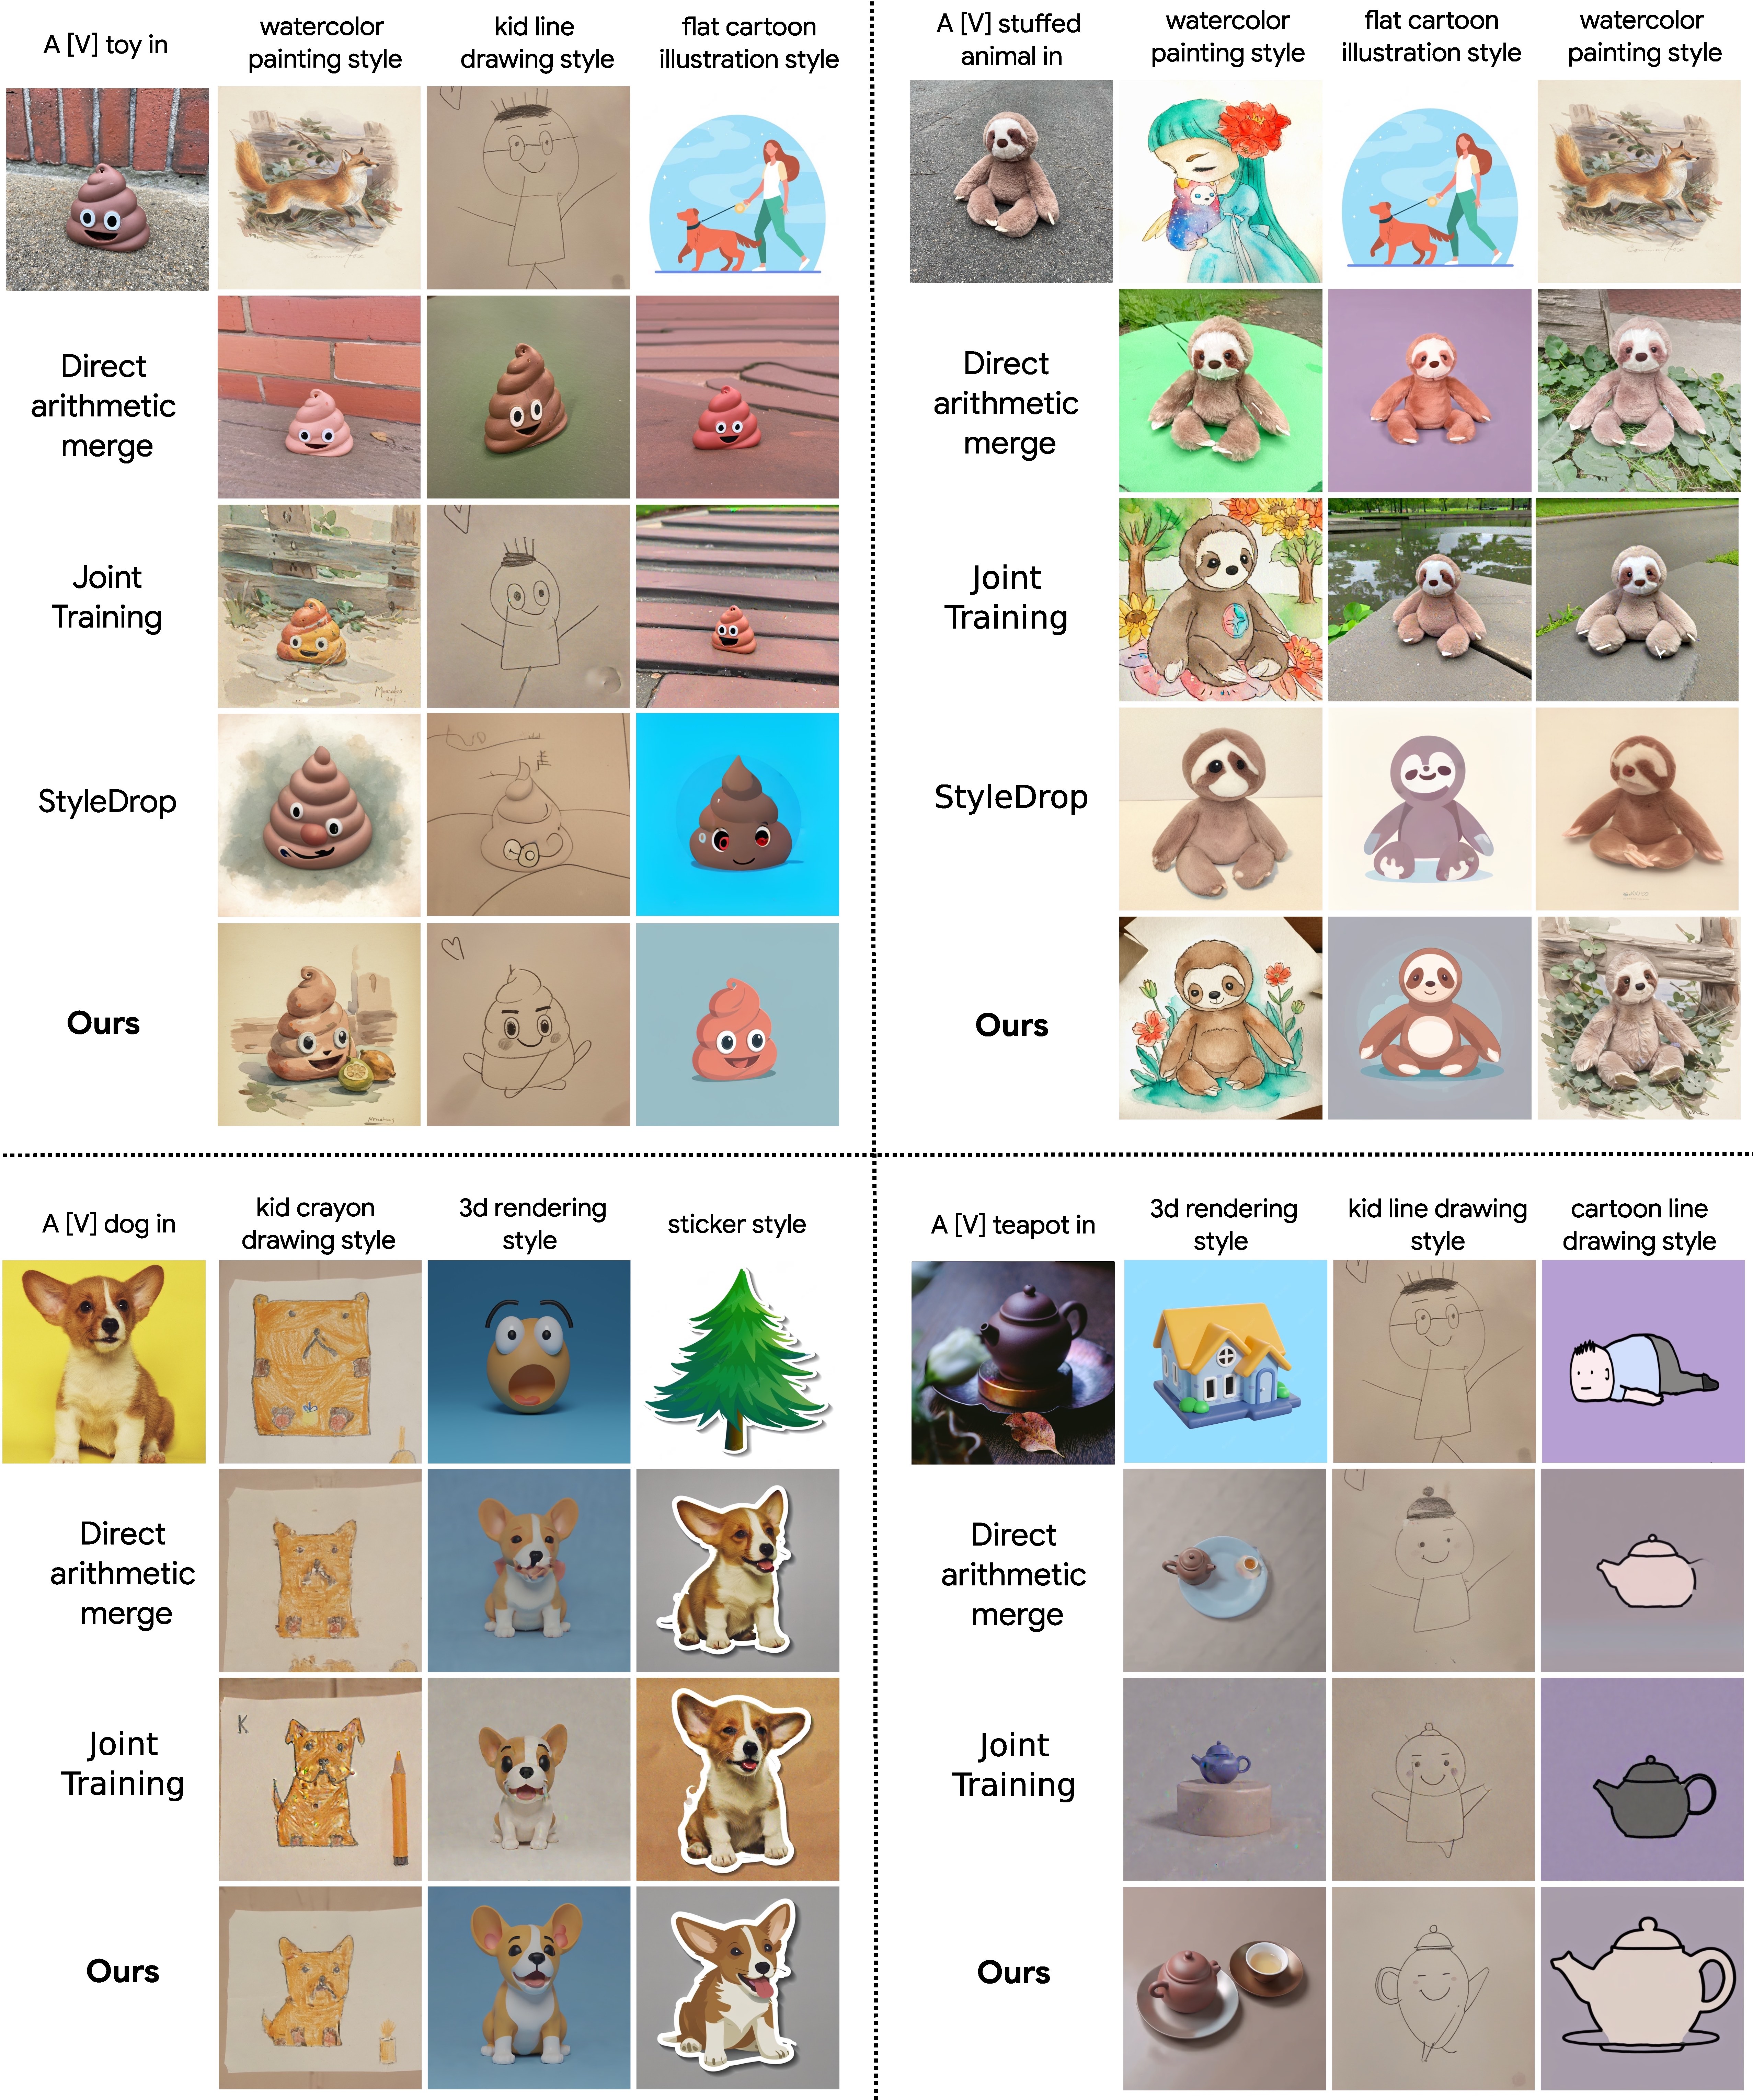 A [V] toy in
watercolor
painting style
kid line
drawing style
flat cartoon
illustration style
Direct
arithmetic
merge
Joint
Training
StyleDrop
Ours
A [V] stuffed
animal in
watercolor
painting style
flat cartoon
illustration style
watercolor
painting style
Direct
arithmetic
merge
Joint
Training
StyleDrop
Ours
A [V] dog in
kid crayon
drawing style
3d rendering
style
sticker style
Direct
arithmetic
merge
Joint
Training
K
Ours
A [V] teapot in
3d rendering
style
kid line drawing
style
cartoon line
drawing style
Direct
arithmetic
merge
Joint
Training
Ours